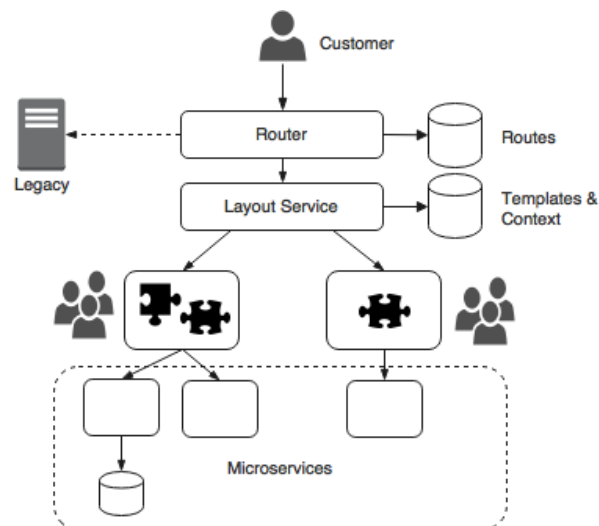 Customer
Router
Routes
Legacy
Layout Service
Templates &
Context
Microservices